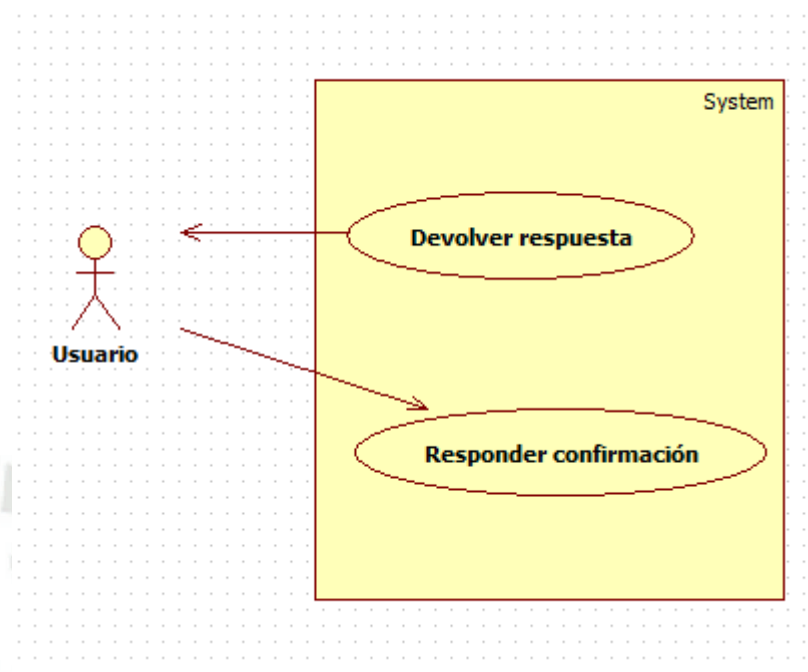 System
Devolver respuesta
Usuario
Responder confirmación